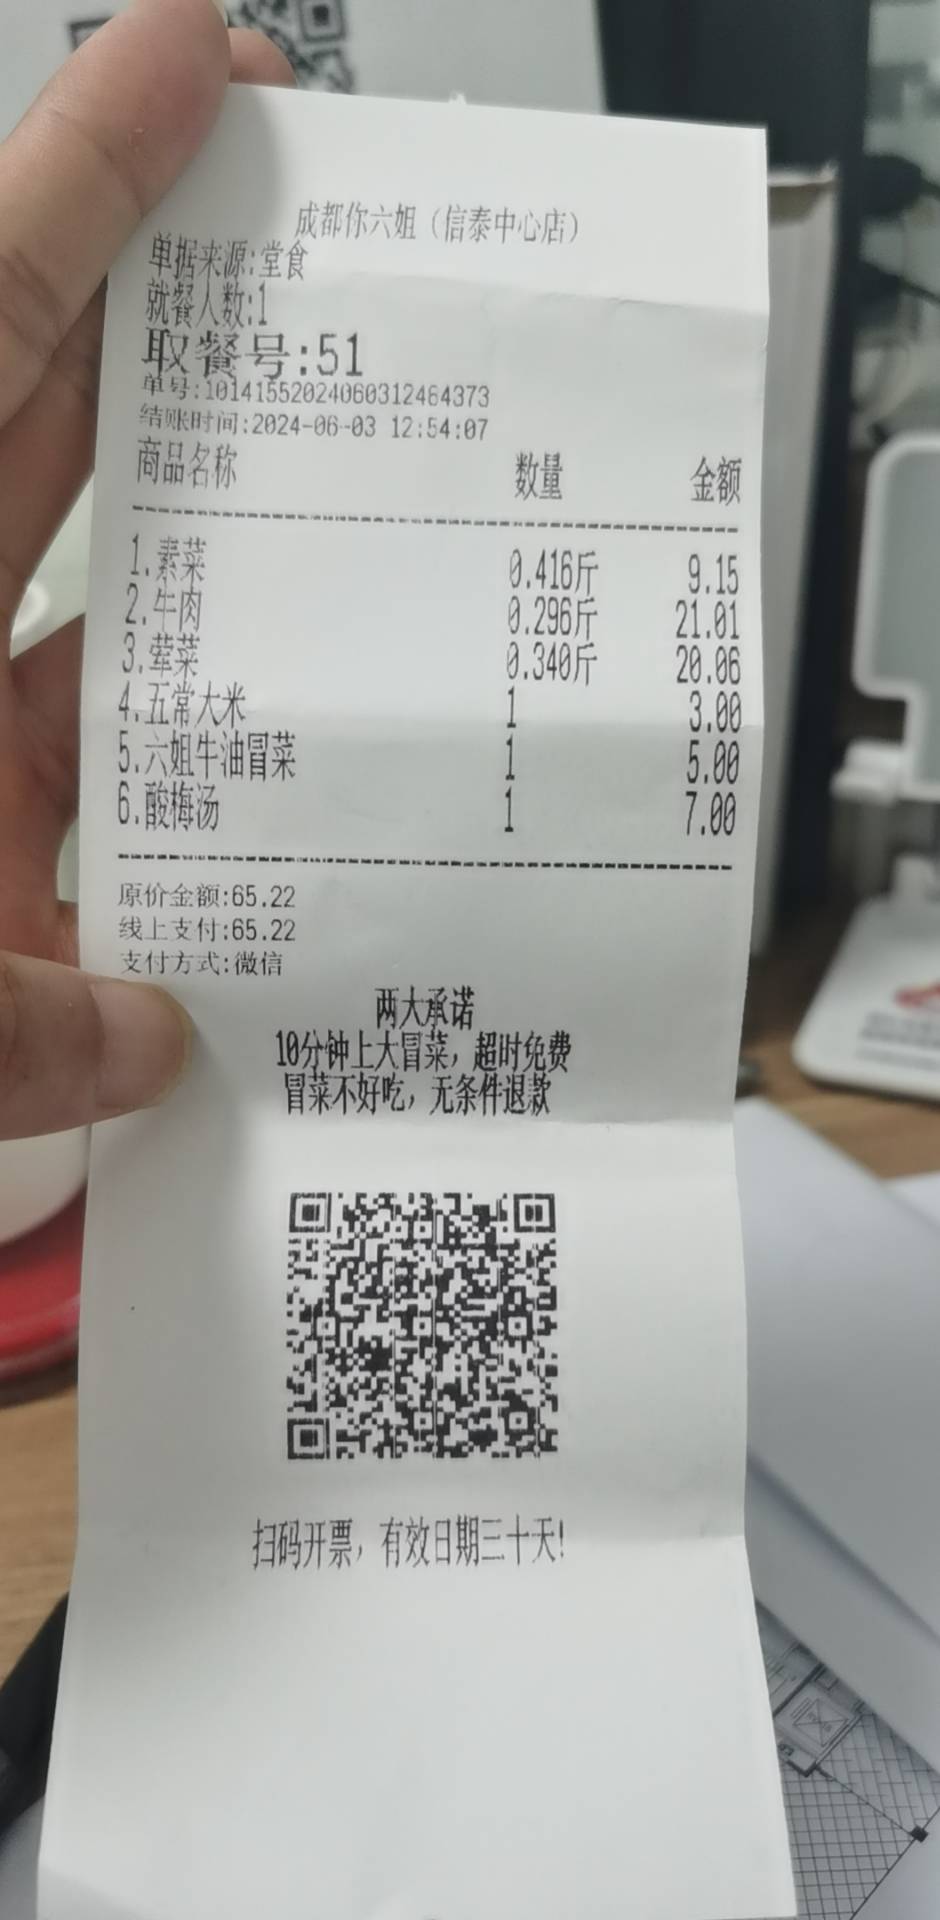 成都你六姐（信泰中心店）
单据来源:堂食
就餐人数:1
取餐号:51
单号:10141552024060312464373
结账时间:2024-06-03 12:54:07
商品名称 数量 金额
1.素菜 0.416斤 9.15
2.牛肉 0.296斤 21.01
3.荤菜 0.340斤 20.06
4.五常大米 1 3.00
5.六姐牛油冒菜 1 5.00
6.酸梅汤 1 7.00
原价金额:65.22
线上支付:65.22
支付方式:微信
两大承诺
10分钟上大冒菜，超时免费
冒菜不好吃，无条件退款
扫码开票，有效日期三十天!